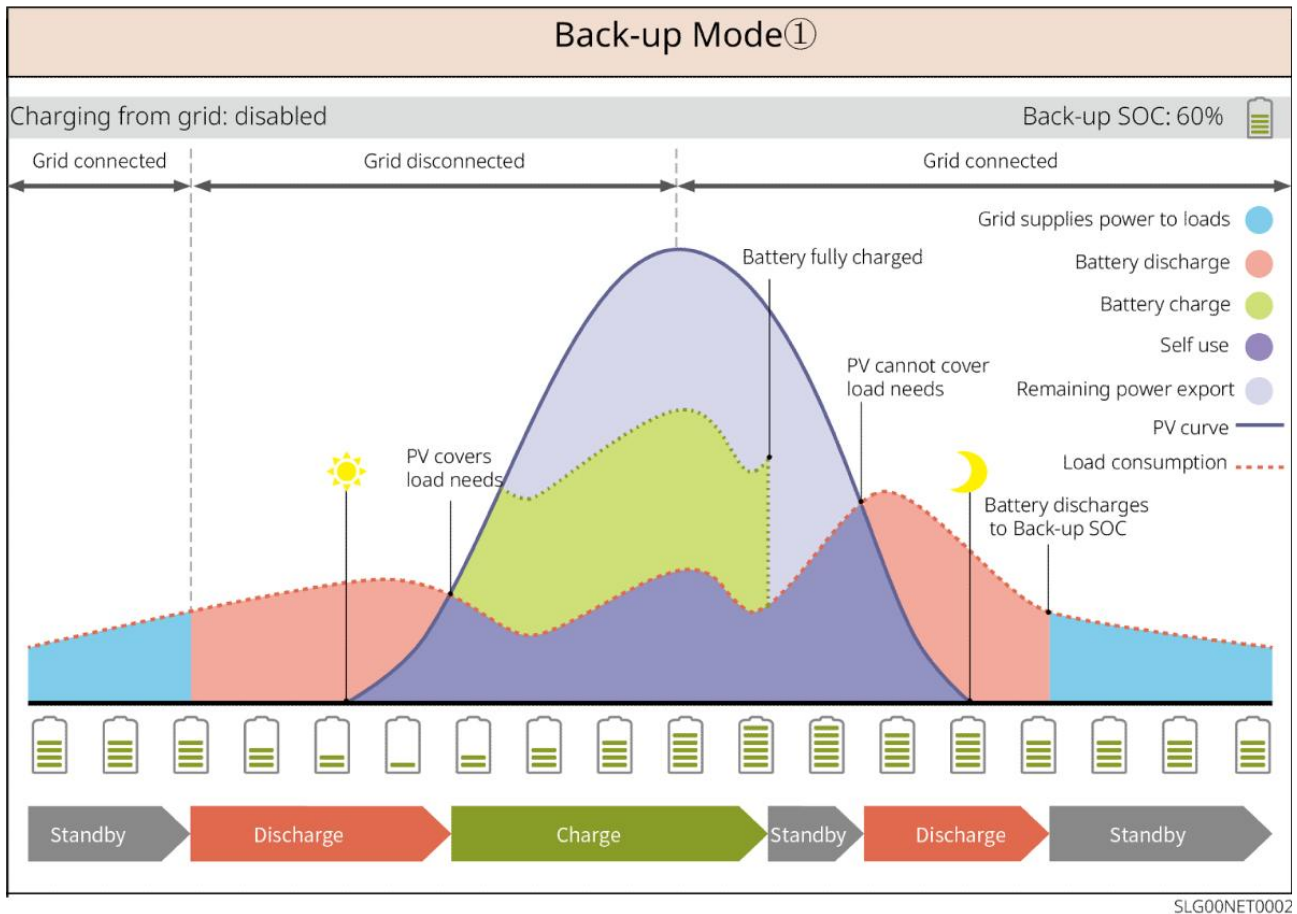 Back-up Mode①
Charging from grid: disabled
Back-up SOC: 60%
Grid connected
Grid disconnected
Grid connected
Grid supplies power to loads
Battery discharge
Battery charge
Self use
Remaining power export
PV curve
Load consumption
Battery fully charged
PV cannot cover
load needs
PV covers
load needs
Battery discharges
to Back-up SOC
Standby
Discharge
Charge
Standby
Discharge
Standby
SLG00NET0002